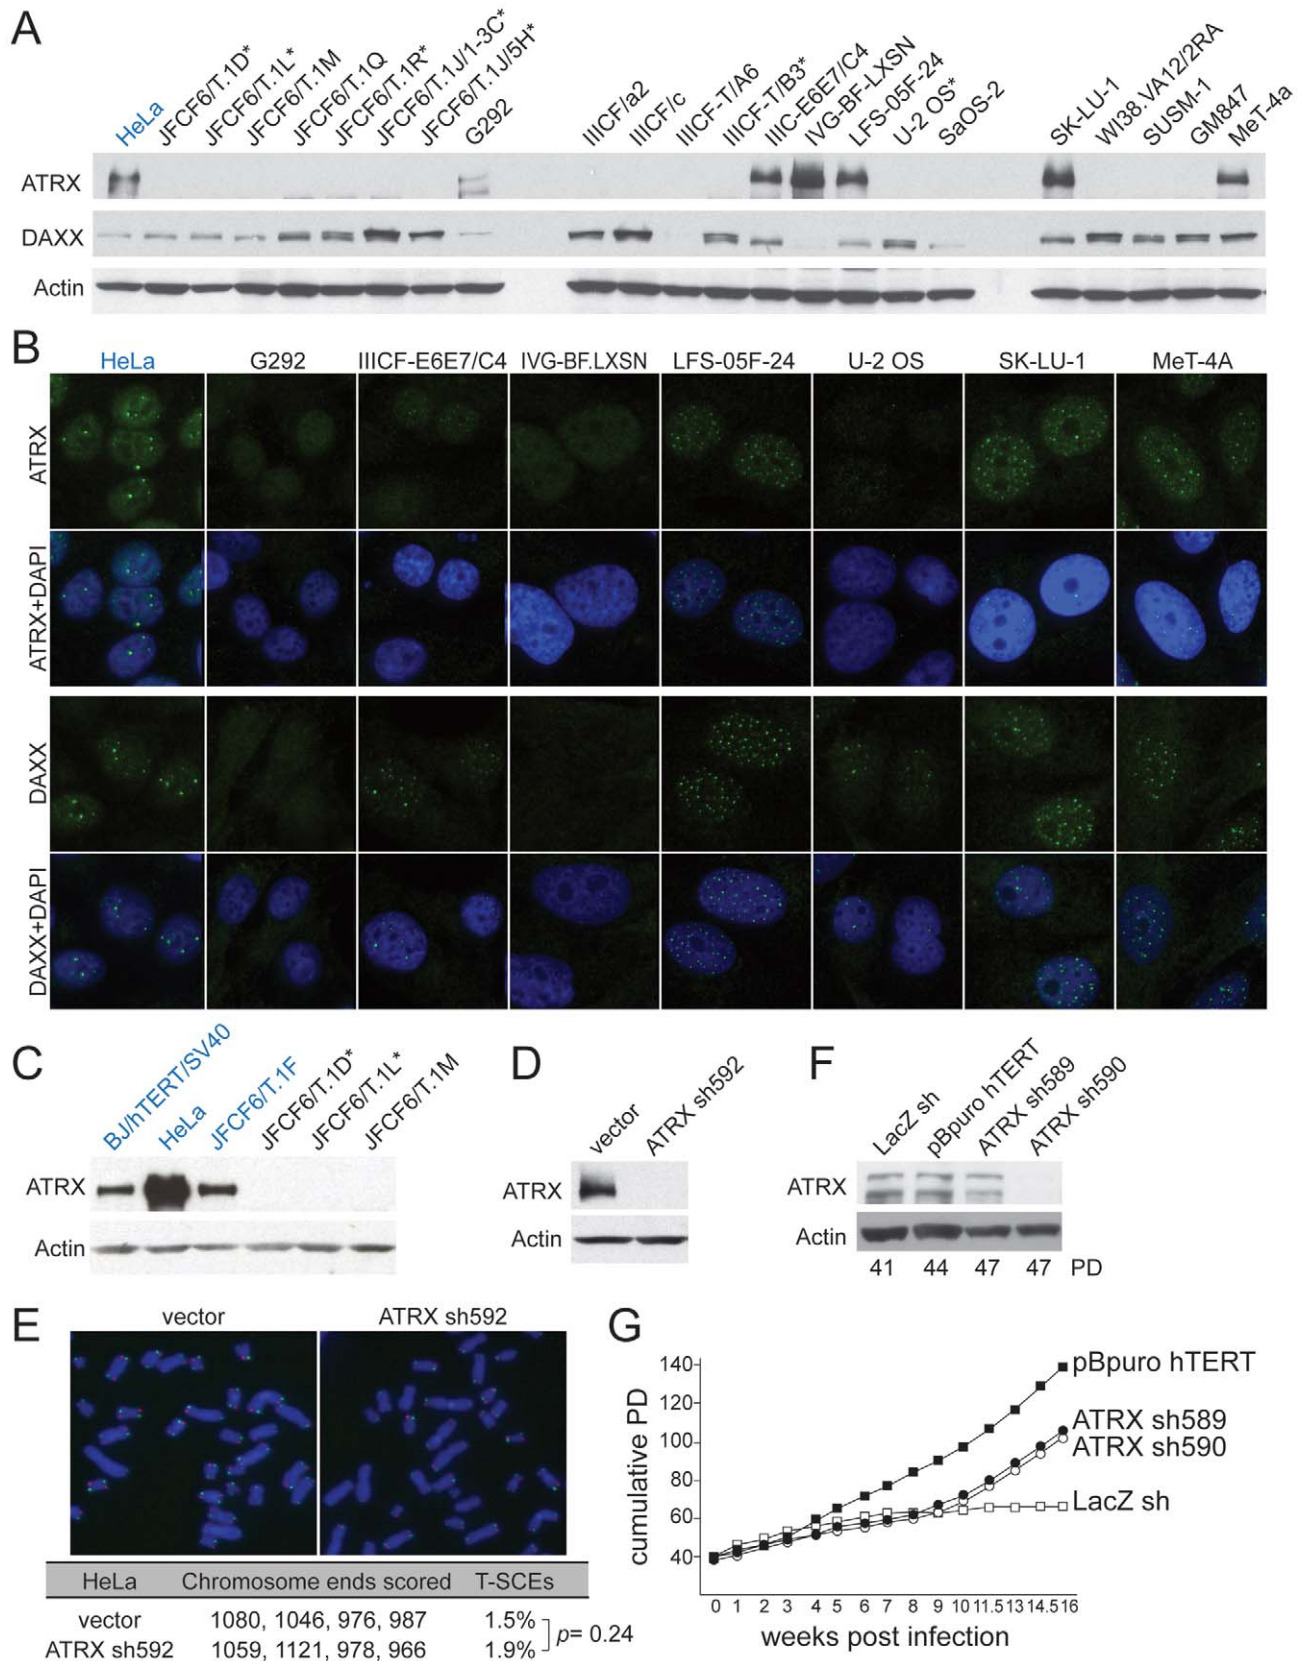 A
HeLa
JFCF6/T.1D*
JFCF6/T.1L*
JFCF6/T.1M
JFCF6/T.1Q
JFCF6/T.1R*
JFCF6/T.1J/1-3C*
JFCF6/T.1J/5H*
G292
IIICF/a2
IIICF/c
IIICF-T/A6
IIICF-T/B3*
IIIC-E6E7/C4
IVG-BF-LXSN
LFS-05F-24
U-2 OS*
SaOS-2
SK-LU-1
WI38.VA12/2RA
SUSM-1
GM847
MeT-4a
ATRX
DAXX
Actin
B
HeLa G292 IIICF-E6E7/C4 IVG-BF.LXSN LFS-05F-24 U-2 OS SK-LU-1 MeT-4A
ATRX
ATRX+DAPI
DAXX
DAXX+DAPI
C
BJ/hTERT/SV40
HeLa
JFCF6/T.1F
JFCF6/T.1D*
JFCF6/T.1L*
JFCF6/T.1M
ATRX
Actin
D
vector
ATRX sh592
ATRX
Actin
F
LacZ sh
pBpuro hTERT
ATRX sh589
ATRX sh590
ATRX
Actin
41 44 47 47 PD
E
vector ATRX sh592
HeLa Chromosome ends scored T-SCEs
vector 1080, 1046, 976, 987 1.5%
ATRX sh592 1059, 1121, 978, 966 1.9%
p= 0.24
G
cumulative PD
140
120
100
80
60
40
pBpuro hTERT
ATRX sh589
ATRX sh590
LacZ sh
0 1 2 3 4 5 6 7 8 9 10 11.5 13 14.5 16
weeks post infection